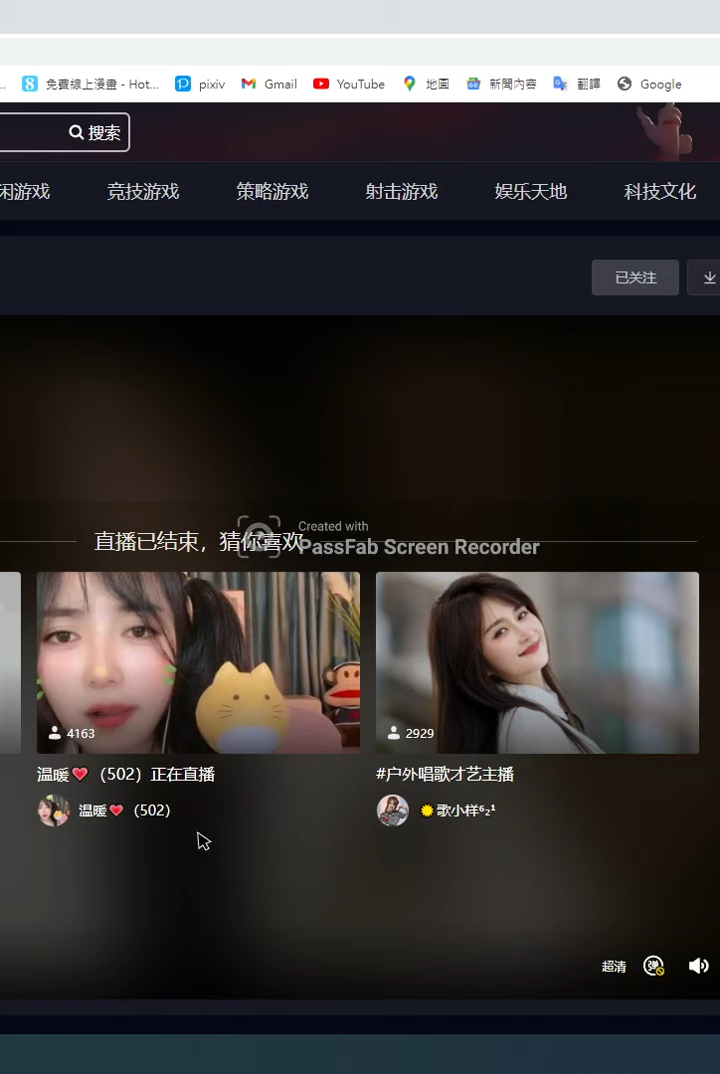 免費線上漫畫 - Hot... pixiv Gmail YouTube 地圖 新聞內容 翻譯 Google
搜索
闲游戏 竞技游戏 策略游戏 射击游戏 娱乐天地 科技文化
已关注
Created with
直播已结束，猜你喜欢
PassFab Screen Recorder
4163 2929
温暖❤️（502）正在直播 #户外唱歌才艺主播
温暖❤️（502） 歌小样⁶₂¹
超清 弹